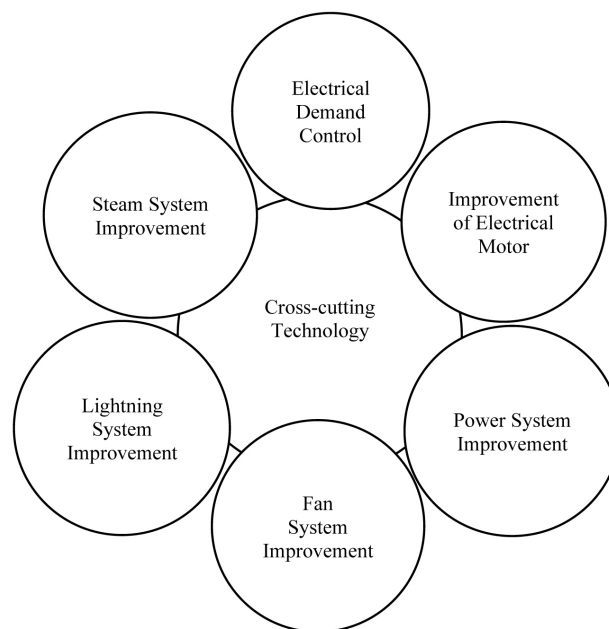 Electrical
Demand
Control
Improvement
of Electrical
Motor
Power System
Improvement
Fan
System
Improvement
Lightning
System
Improvement
Steam System
Improvement
Cross-cutting
Technology